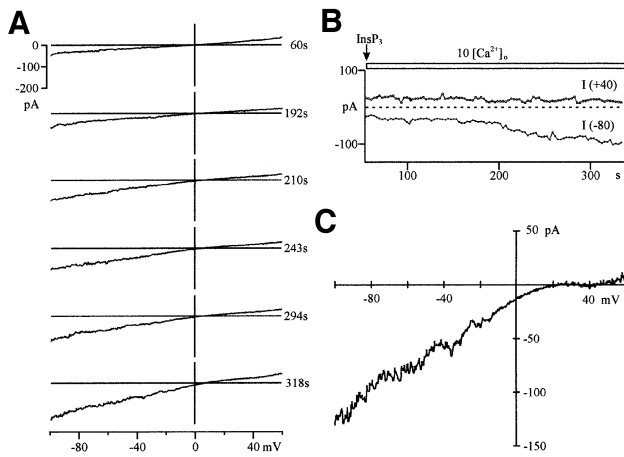 A
0
-100
-200
pA
60s
192s
210s
243s
294s
318s
-80
-40
0
40 mV
B
InsP3
10 [Ca2+]o
100
pA
-100
I (+40)
I (-80)
100
200
300
s
C
50 pA
-80
-40
40 mV
-50
-100
-150